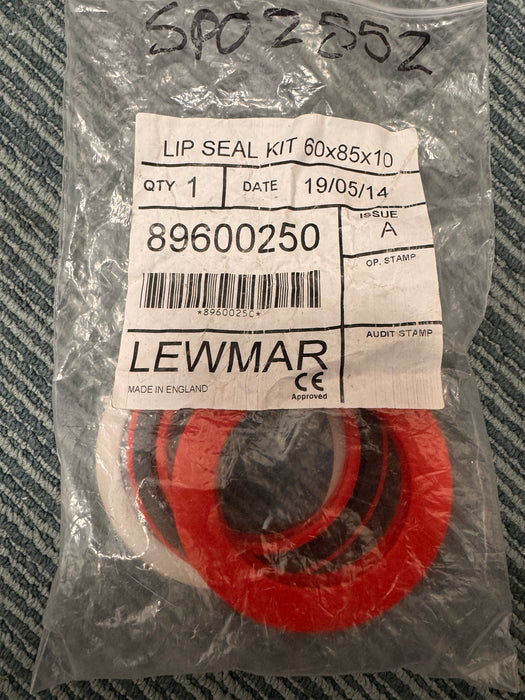 SP02552
LIP SEAL KIT 60x85x10
QTY 1 DATE 19/05/14
89600250
ISSUE
A
OP. STAMP
*89600250*
AUDIT STAMP
LEWMAR
MADE IN ENGLAND
CE
Approved